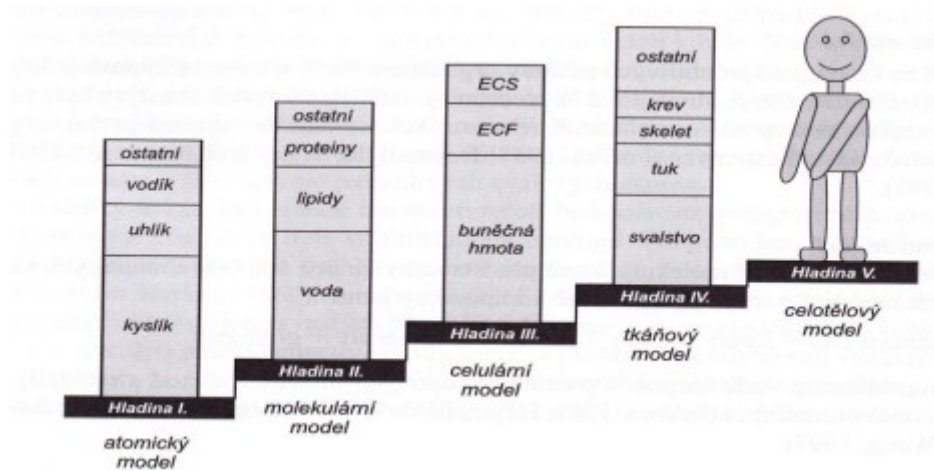 ostatní
vodík
uhlík
kyslík
Hladina I.
atomický
model
ostatní
proteiny
lipidy
voda
Hladina II.
molekulární
model
ECS
ECF
buněčná
hmota
Hladina III.
celulární
model
ostatní
krev
skelet
tuk
svalstvo
Hladina IV.
tkáňový
model
Hladina V.
celotělový
model